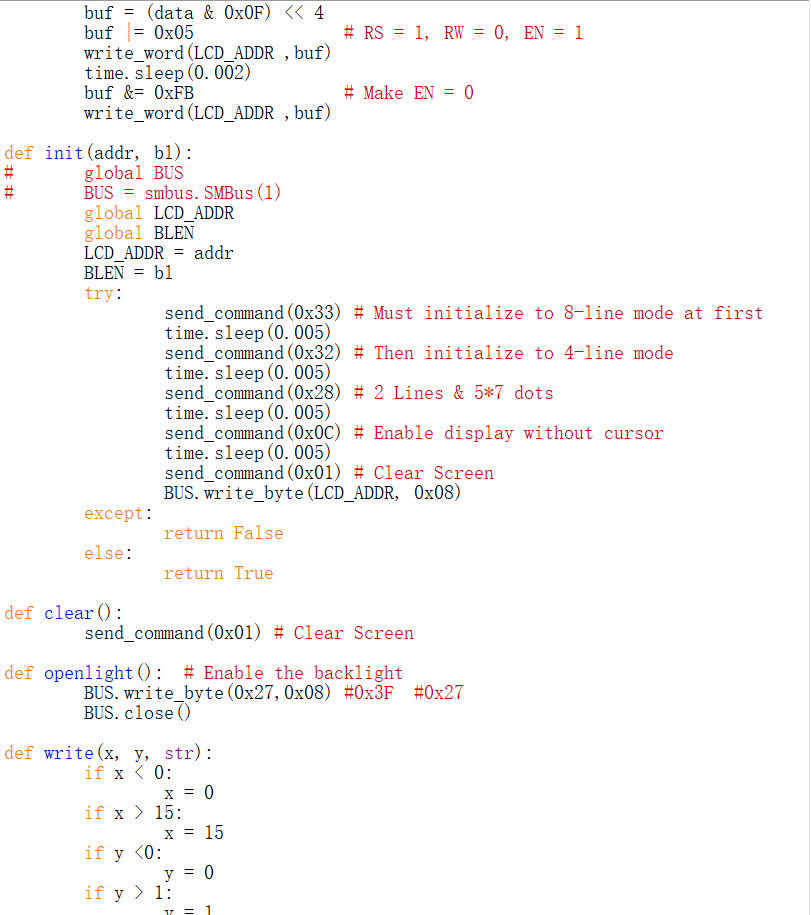 buf = (data & 0x0F) << 4
buf |= 0x05 # RS = 1, RW = 0, EN = 1
write_word(LCD_ADDR ,buf)
time.sleep(0.002)
buf &= 0xFB # Make EN = 0
write_word(LCD_ADDR ,buf)
def init(addr, bl):
# global BUS
# BUS = smbus.SMBus(1)
global LCD_ADDR
global BLEN
LCD_ADDR = addr
BLEN = bl
try:
send_command(0x33) # Must initialize to 8-line mode at first
time.sleep(0.005)
send_command(0x32) # Then initialize to 4-line mode
time.sleep(0.005)
send_command(0x28) # 2 Lines & 5*7 dots
time.sleep(0.005)
send_command(0x0C) # Enable display without cursor
time.sleep(0.005)
send_command(0x01) # Clear Screen
BUS.write_byte(LCD_ADDR, 0x08)
except:
return False
else:
return True
def clear():
send_command(0x01) # Clear Screen
def openlight(): # Enable the backlight
BUS.write_byte(0x27,0x08) #0x3F #0x27
BUS.close()
def write(x, y, str):
if x < 0:
x = 0
if x > 15:
x = 15
if y <0:
y = 0
if y > 1:
y = 1